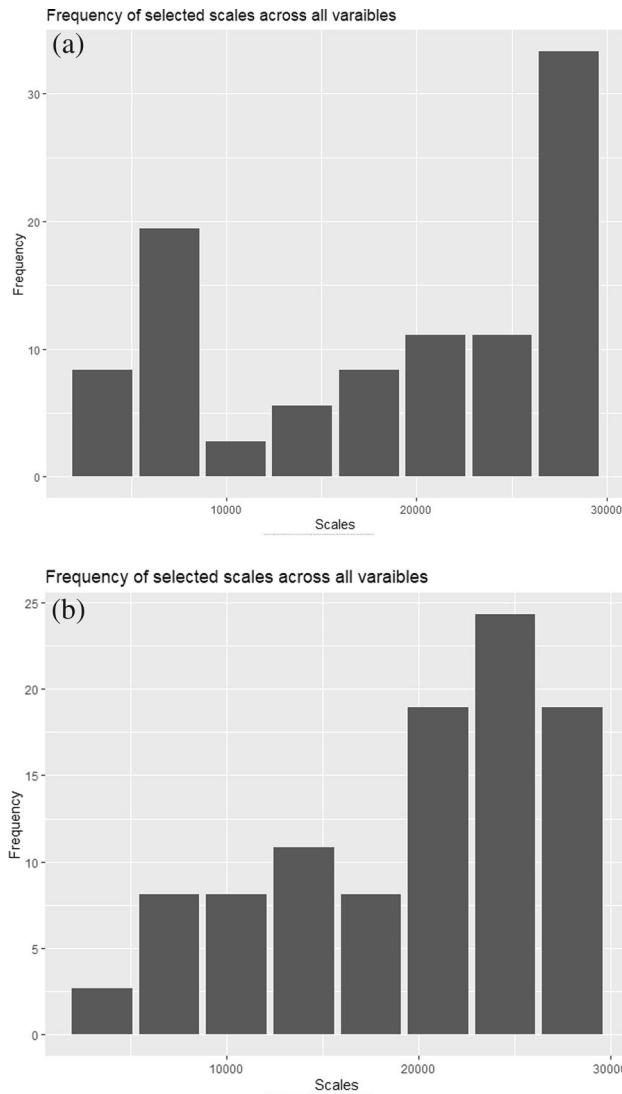 Frequency of selected scales across all varaibles
(a)
30
20
10
0
Frequency
10000 20000 30000
Scales
Frequency of selected scales across all varaibles
(b)
25
20
15
10
5
0
Frequency
10000 20000 30000
Scales